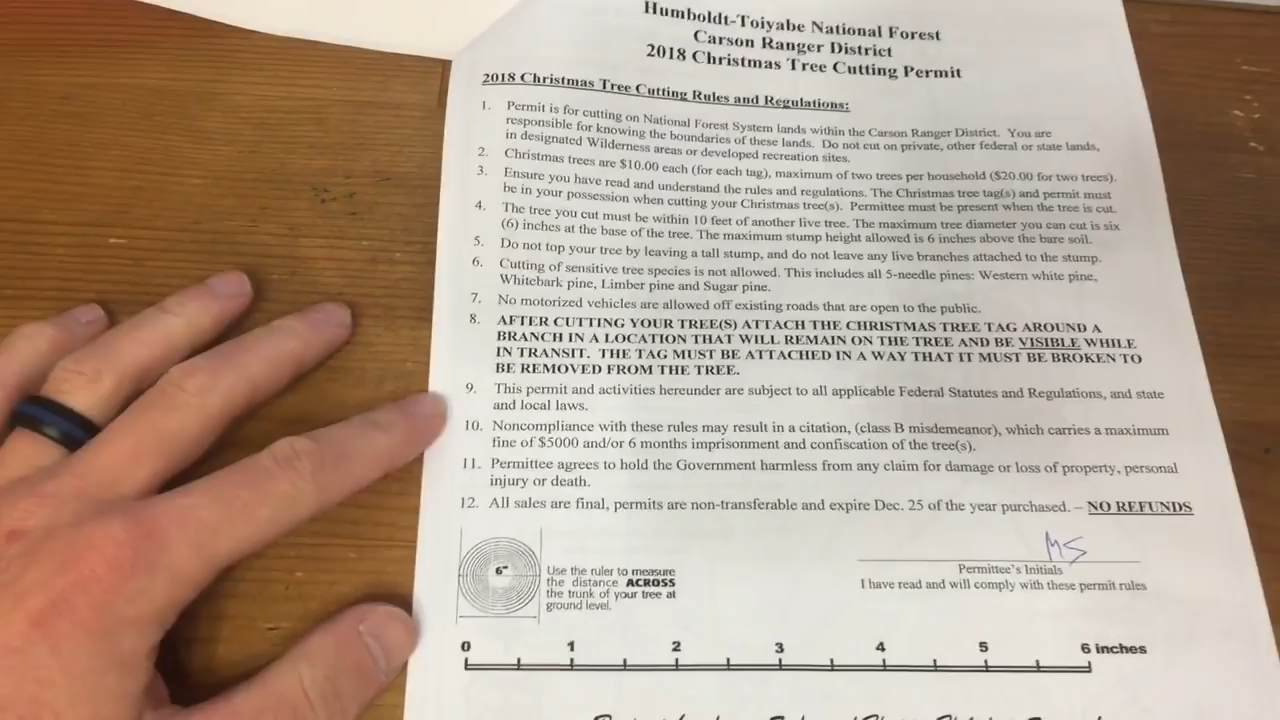 Humboldt-Toiyabe National Forest
Carson Ranger District
2018 Christmas Tree Cutting Permit
2018 Christmas Tree Cutting Rules and Regulations:
1. Permit is for cutting on National Forest System lands within the Carson Ranger District. You are
responsible for knowing the boundaries of these lands. Do not cut on private, other federal or state lands,
in designated Wilderness areas or developed recreation sites.
2. Christmas trees are $10.00 each (for each tag), maximum of two trees per household ($20.00 for two trees).
3. Ensure you have read and understand the rules and regulations. The Christmas tree tag(s) and permit must
be in your possession when cutting your Christmas tree(s). Permittee must be present when the tree is cut.
4. The tree you cut must be within 10 feet of another live tree. The maximum tree diameter you can cut is six
(6) inches at the base of the tree. The maximum stump height allowed is 6 inches above the bare soil.
5. Do not top your tree by leaving a tall stump, and do not leave any live branches attached to the stump.
6. Cutting of sensitive tree species is not allowed. This includes all 5-needle pines: Western white pine,
Whitebark pine, Limber pine and Sugar pine.
7. No motorized vehicles are allowed off existing roads that are open to the public.
8. AFTER CUTTING YOUR TREE(S) ATTACH THE CHRISTMAS TREE TAG AROUND A
BRANCH IN A LOCATION THAT WILL REMAIN ON THE TREE AND BE VISIBLE WHILE
IN TRANSIT. THE TAG MUST BE ATTACHED IN A WAY THAT IT MUST BE BROKEN TO
BE REMOVED FROM THE TREE.
9. This permit and activities hereunder are subject to all applicable Federal Statutes and Regulations, and state
and local laws.
10. Noncompliance with these rules may result in a citation, (class B misdemeanor), which carries a maximum
fine of $5000 and/or 6 months imprisonment and confiscation of the tree(s).
11. Permittee agrees to hold the Government harmless from any claim for damage or loss of property, personal
injury or death.
12. All sales are final, permits are non-transferable and expire Dec. 25 of the year purchased. – NO REFUNDS
MS
Permittee's Initials
I have read and will comply with these permit rules
6"
Use the ruler to measure
the distance ACROSS
the trunk of your tree at
ground level.
0 1 2 3 4 5 6 inches